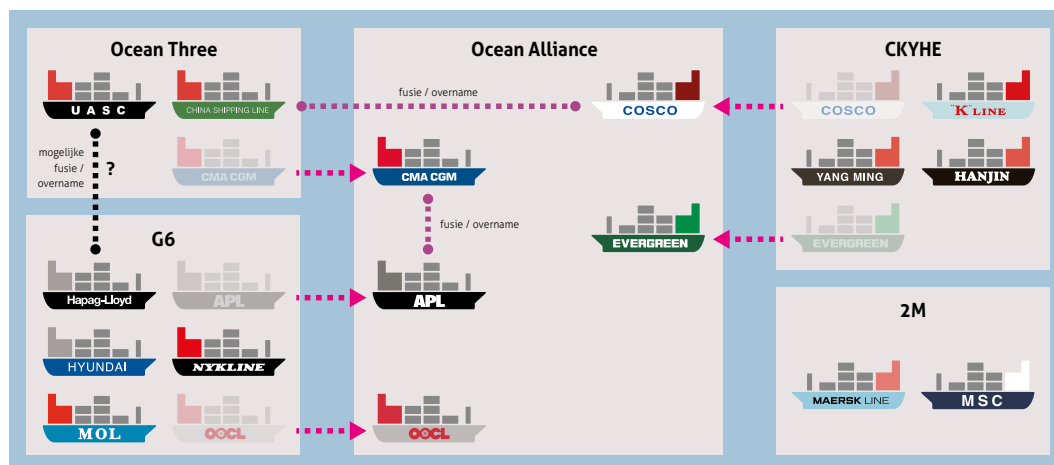 Ocean Three
UASC
CHINA SHIPPING LINE
CMA CGM
mogelijke
fusie /
overname
?
G6
Hapag-Lloyd
APL
HYUNDAI
NYKLINE
MOL
OOCL
Ocean Alliance
fusie / overname
COSCO
CMA CGM
fusie / overname
EVERGREEN
APL
OOCL
CKYHE
COSCO
"K" LINE
YANG MING
HANJIN
EVERGREEN
2M
MAERSK LINE
MSC